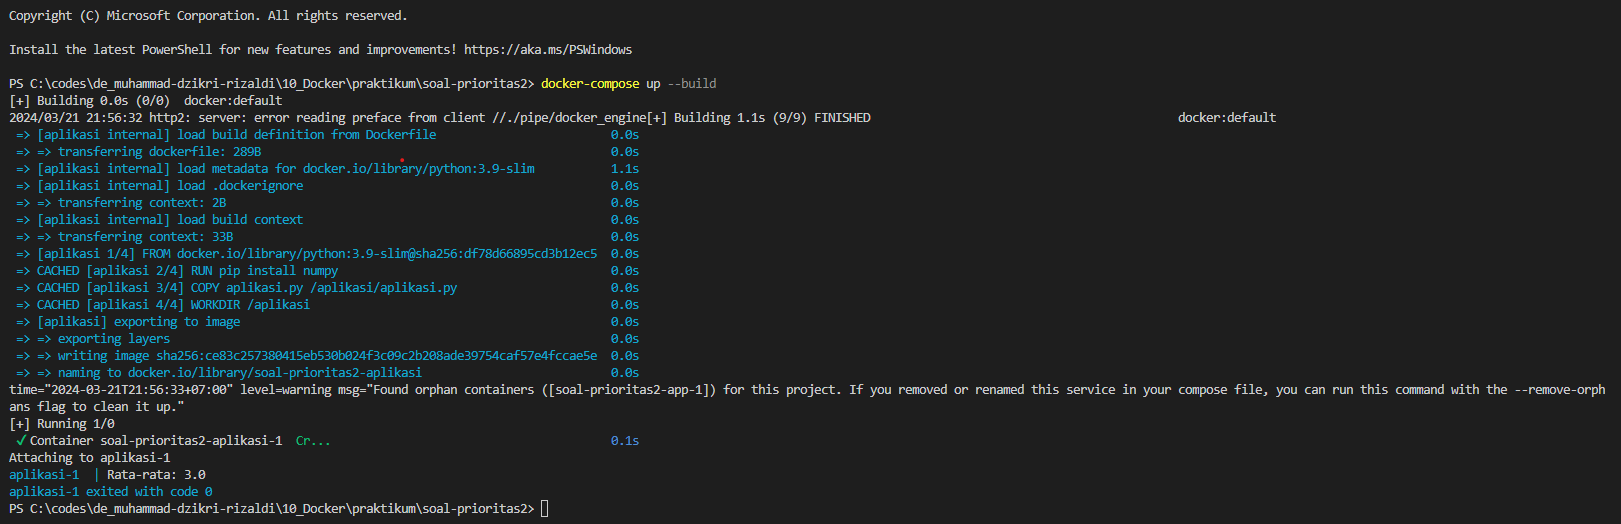 Copyright (C) Microsoft Corporation. All rights reserved.
Install the latest PowerShell for new features and improvements! https://aka.ms/PSWindows
PS C:\codes\de_muhammad-dzikri-rizaldi\10_Docker\praktikum\soal-prioritas2> docker-compose up --build
[+] Building 0.0s (0/0)  docker:default
2024/03/21 21:56:32 http2: server: error reading preface from client //./pipe/docker_engine[+] Building 1.1s (9/9) FINISHED docker:default
=> [aplikasi internal] load build definition from Dockerfile 0.0s
=> => transferring dockerfile: 289B 0.0s
=> [aplikasi internal] load metadata for docker.io/library/python:3.9-slim 1.1s
=> [aplikasi internal] load .dockerignore 0.0s
=> => transferring context: 2B 0.0s
=> [aplikasi internal] load build context 0.0s
=> => transferring context: 33B 0.0s
=> [aplikasi 1/4] FROM docker.io/library/python:3.9-slim@sha256:df78d66895cd3b12ec5 0.0s
=> CACHED [aplikasi 2/4] RUN pip install numpy 0.0s
=> CACHED [aplikasi 3/4] COPY aplikasi.py /aplikasi/aplikasi.py 0.0s
=> CACHED [aplikasi 4/4] WORKDIR /aplikasi 0.0s
=> [aplikasi] exporting to image 0.0s
=> => exporting layers 0.0s
=> => writing image sha256:ce83c257380415eb530b024f3c09c2b208ade39754caf57e4fccae5e 0.0s
=> => naming to docker.io/library/soal-prioritas2-aplikasi 0.0s
time="2024-03-21T21:56:33+07:00" level=warning msg="Found orphan containers ([soal-prioritas2-app-1]) for this project. If you removed or renamed this service in your compose file, you can run this command with the --remove-orph
ans flag to clean it up."
[+] Running 1/0
✔ Container soal-prioritas2-aplikasi-1  Cr... 0.1s
Attaching to aplikasi-1
aplikasi-1  | Rata-rata: 3.0
aplikasi-1 exited with code 0
PS C:\codes\de_muhammad-dzikri-rizaldi\10_Docker\praktikum\soal-prioritas2>